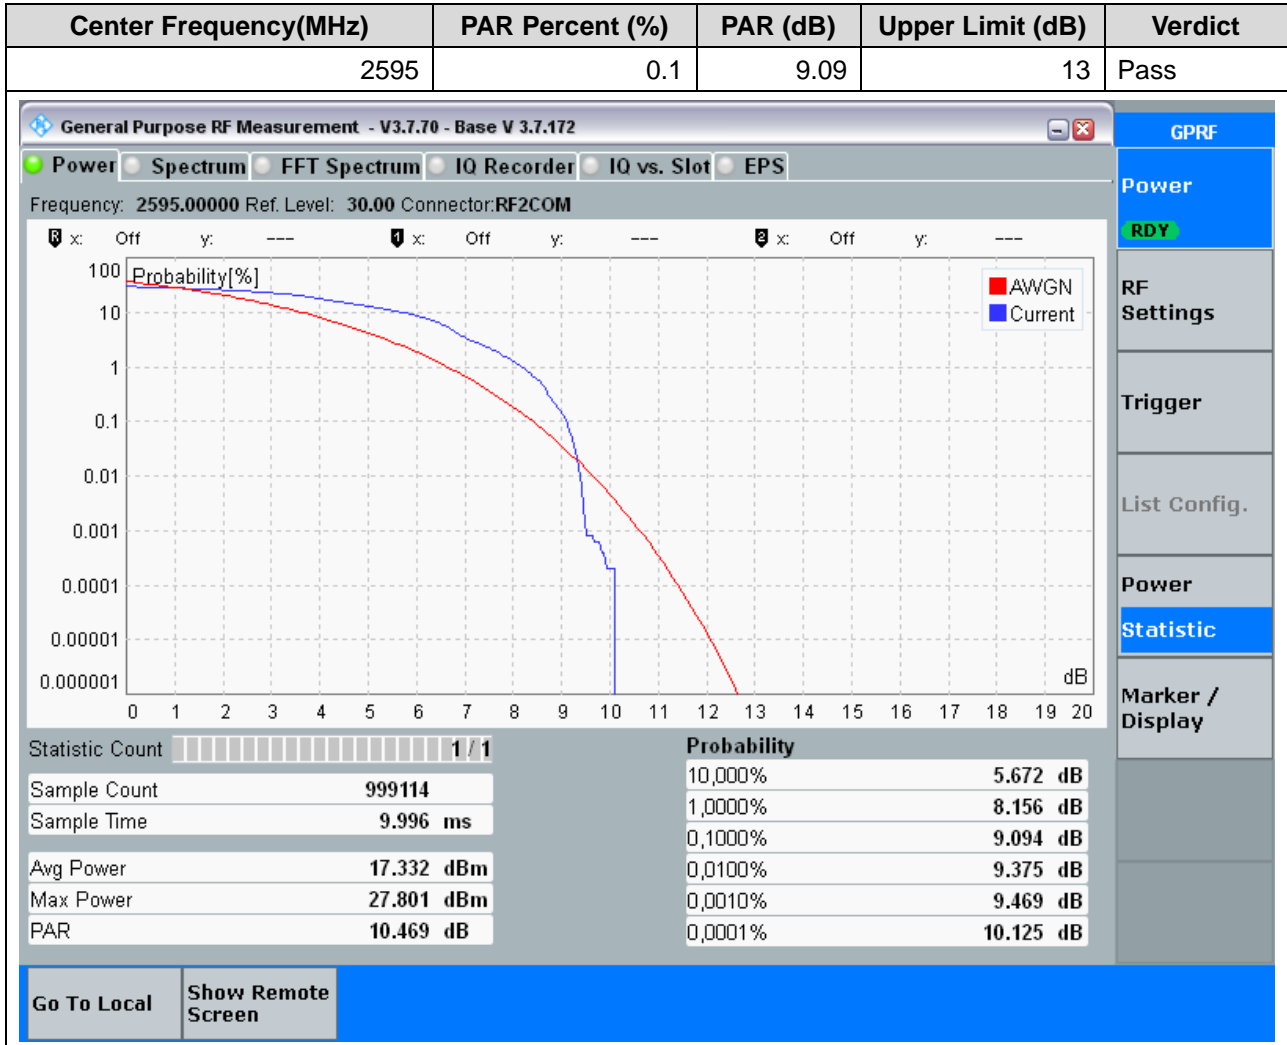 Center Frequency(MHz) PAR Percent (%) PAR (dB) Upper Limit (dB) Verdict
2595 0.1 9.09 13 Pass
General Purpose RF Measurement - V3.7.70 - Base V 3.7.172
GPRF
Power Spectrum FFT Spectrum IQ Recorder IQ vs. Slot EPS
Frequency: 2595.00000 Ref. Level: 30.00 Connector:RF2COM
R x: Off y: --- 1 x: Off y: --- 2 x: Off y: ---
Probability[%]
AWGN
Current
100
10
1
0.1
0.01
0.001
0.0001
0.00001
0.000001
dB
0 1 2 3 4 5 6 7 8 9 10 11 12 13 14 15 16 17 18 19 20
Statistic Count 1 / 1
Sample Count 999114
Sample Time 9.996 ms
Avg Power 17.332 dBm
Max Power 27.801 dBm
PAR 10.469 dB
Probability
10,000% 5.672 dB
1,0000% 8.156 dB
0,1000% 9.094 dB
0,0100% 9.375 dB
0,0010% 9.469 dB
0,0001% 10.125 dB
Power
RDY
RF
Settings
Trigger
List Config.
Power
Statistic
Marker /
Display
Go To Local
Show Remote
Screen